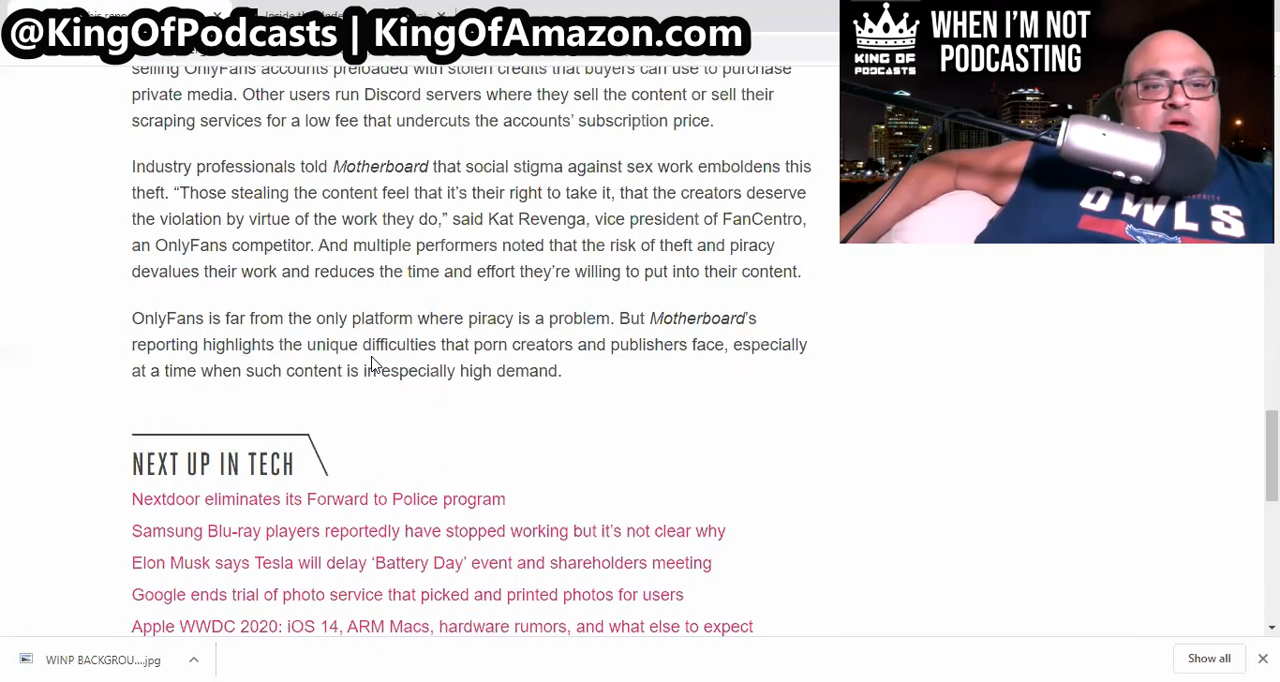 @KingOfPodcasts | KingOfAmazon.com
WHEN I'M NOT
PODCASTING
KING OF
PODCASTS
OWLS
selling OnlyFans accounts preloaded with stolen credits that buyers can use to purchase
private media. Other users run Discord servers where they sell the content or sell their
scraping services for a low fee that undercuts the accounts' subscription price.
Industry professionals told Motherboard that social stigma against sex work emboldens this
theft. “Those stealing the content feel that it's their right to take it, that the creators deserve
the violation by virtue of the work they do,” said Kat Revenga, vice president of FanCentro,
an OnlyFans competitor. And multiple performers noted that the risk of theft and piracy
devalues their work and reduces the time and effort they're willing to put into their content.
OnlyFans is far from the only platform where piracy is a problem. But Motherboard's
reporting highlights the unique difficulties that porn creators and publishers face, especially
at a time when such content is in especially high demand.
NEXT UP IN TECH
Nextdoor eliminates its Forward to Police program
Samsung Blu-ray players reportedly have stopped working but it's not clear why
Elon Musk says Tesla will delay ‘Battery Day’ event and shareholders meeting
Google ends trial of photo service that picked and printed photos for users
Apple WWDC 2020: iOS 14, ARM Macs, hardware rumors, and what else to expect
WINP BACKGROU....jpg
Show all